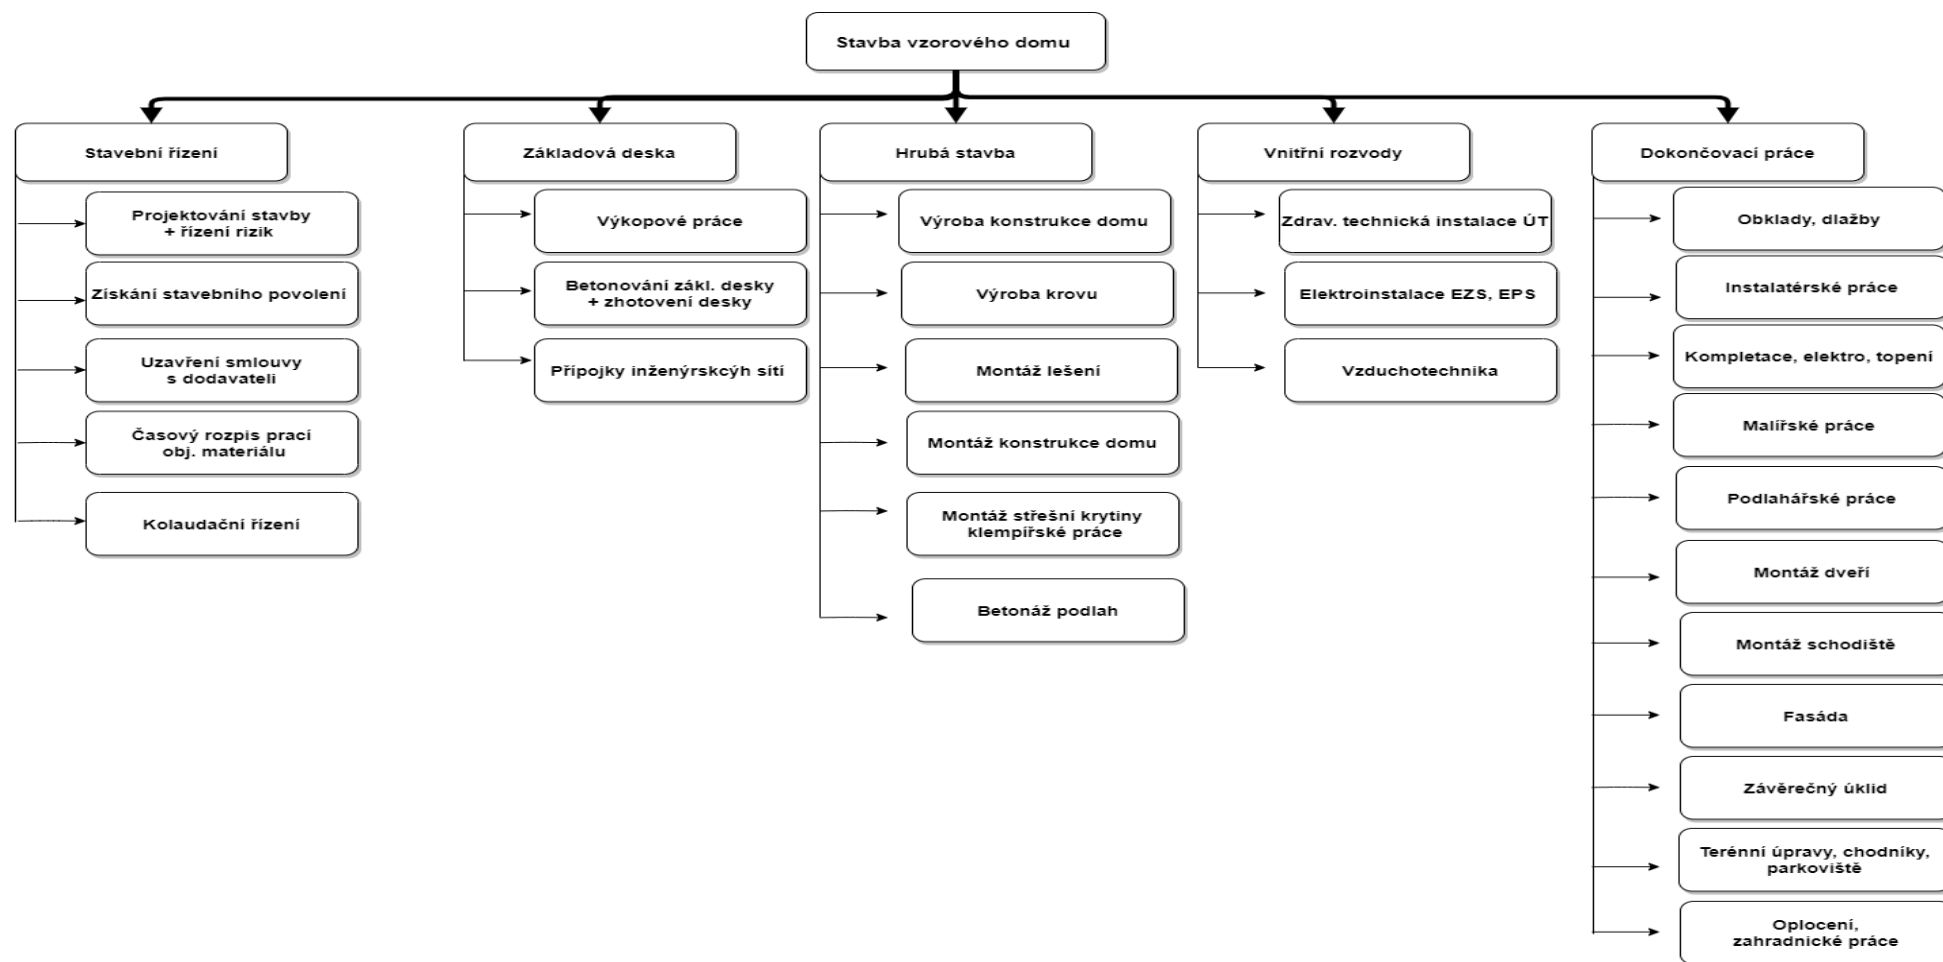 Stavba vzorového domu
Stavební řízení
Projektování stavby
+ řízení rizik
Získání stavebního povolení
Uzavření smlouvy
s dodavateli
Časový rozpis prací
obj. materiálu
Kolaudační řízení
Základová deska
Výkopové práce
Betonování zákl. desky
+ zhotovení desky
Přípojky inženýrskcýh sítí
Hrubá stavba
Výroba konstrukce domu
Výroba krovu
Montáž lešení
Montáž konstrukce domu
Montáž střešní krytiny
klempířské práce
Betonáž podlah
Vnitřní rozvody
Zdrav. technická instalace ÚT
Elektroinstalace EZS, EPS
Vzduchotechnika
Dokončovací práce
Obklady, dlažby
Instalatérské práce
Kompletace, elektro, topení
Malířské práce
Podlahářské práce
Montáž dveří
Montáž schodiště
Fasáda
Závěrečný úklid
Terénní úpravy, chodníky,
parkoviště
Oplocení,
zahradnické práce